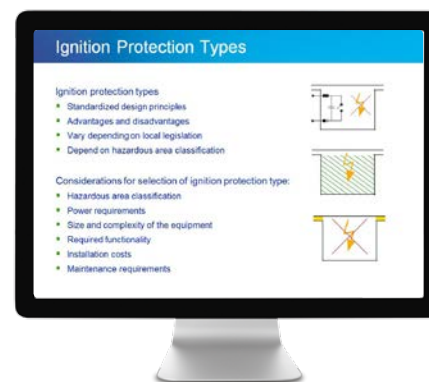 Ignition Protection Types
Ignition protection types
Standardized design principles
Advantages and disadvantages
Vary depending on local legislation
Depend on hazardous area classification
Considerations for selection of ignition protection type:
Hazardous area classification
Power requirements
Size and complexity of the equipment
Required functionality
Installation costs
Maintenance requirements